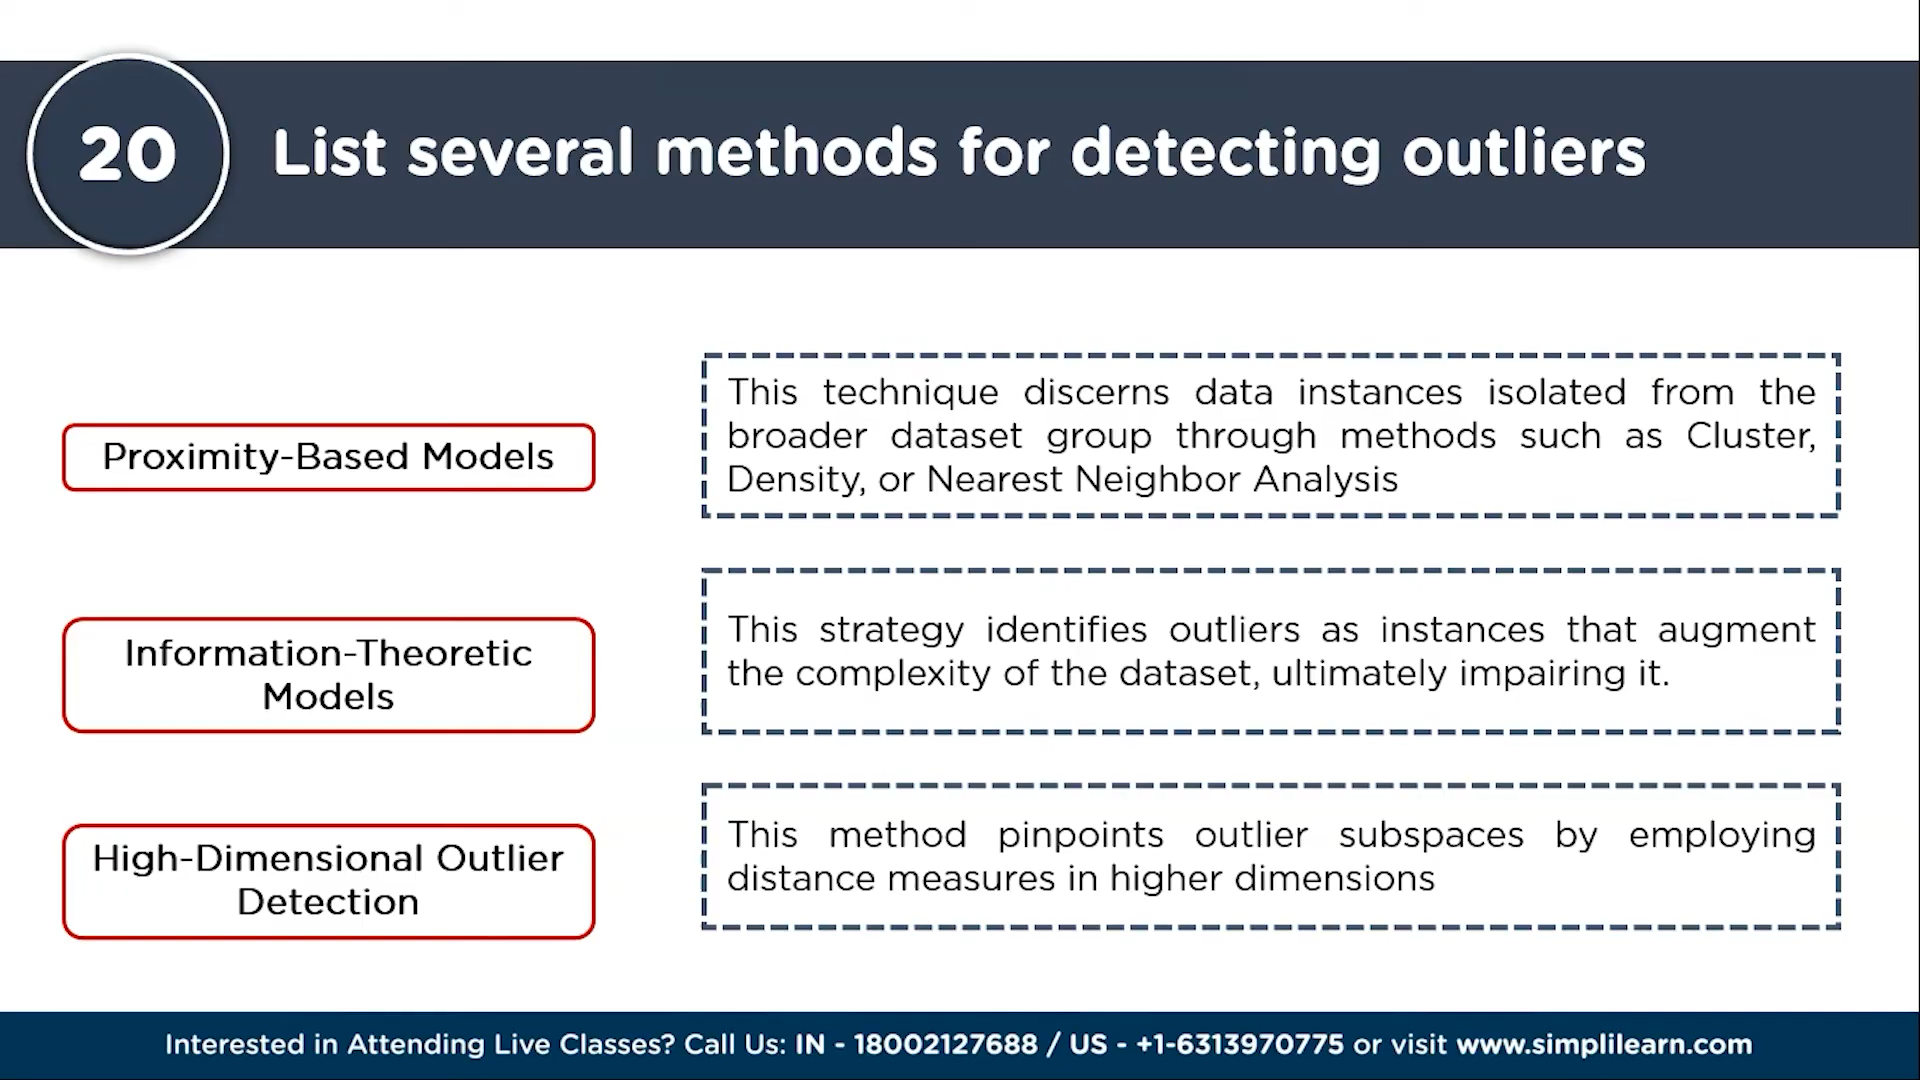 20
List several methods for detecting outliers
Proximity-Based Models
This technique discerns data instances isolated from the
broader dataset group through methods such as Cluster,
Density, or Nearest Neighbor Analysis
Information-Theoretic
Models
This strategy identifies outliers as instances that augment
the complexity of the dataset, ultimately impairing it.
High-Dimensional Outlier
Detection
This method pinpoints outlier subspaces by employing
distance measures in higher dimensions
Interested in Attending Live Classes? Call Us: IN - 18002127688 / US - +1-6313970775 or visit www.simplilearn.com